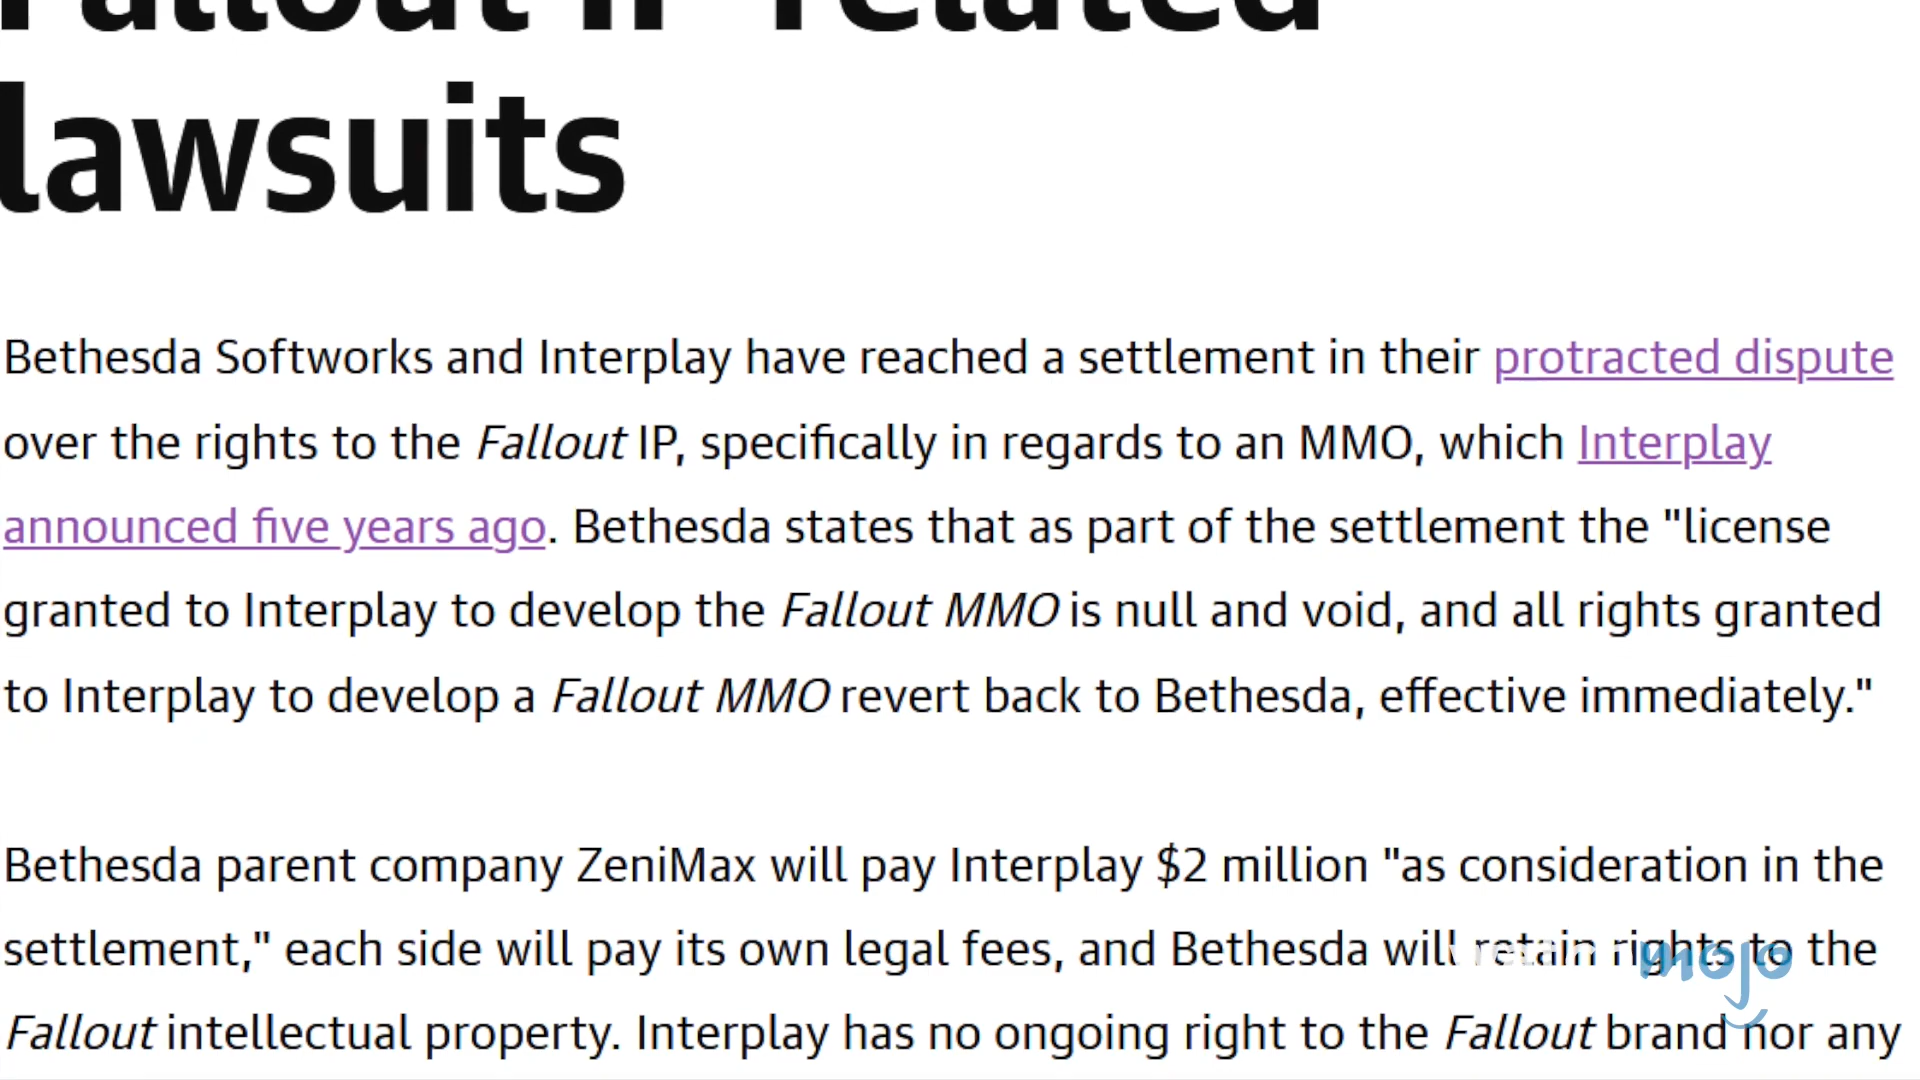 Fallout IP related
lawsuits
Bethesda Softworks and Interplay have reached a settlement in their protracted dispute
over the rights to the Fallout IP, specifically in regards to an MMO, which Interplay
announced five years ago. Bethesda states that as part of the settlement the "license
granted to Interplay to develop the Fallout MMO is null and void, and all rights granted
to Interplay to develop a Fallout MMO revert back to Bethesda, effective immediately."
Bethesda parent company ZeniMax will pay Interplay $2 million "as consideration in the
settlement," each side will pay its own legal fees, and Bethesda will retain rights to the
Fallout intellectual property. Interplay has no ongoing right to the Fallout brand nor any
mojo